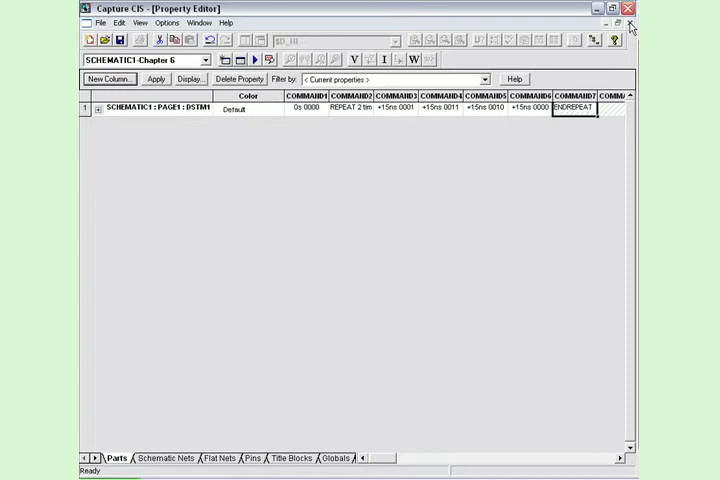 Capture CIS - [Property Editor]
File Edit View Options Window Help
$D_HI
SCHEMATIC1-Chapter 6
V I W
New Column... Apply Display... Delete Property Filter by: < Current properties > Help
Color COMMAND1 COMMAND2 COMMAND3 COMMAND4 COMMAND5 COMMAND6 COMMAND7 COMMA
1 SCHEMATIC1 : PAGE1 : DSTM1 Default 0s 0000 REPEAT 2 tim +15ns 0001 +15ns 0011 +15ns 0010 +15ns 0000 ENDREPEAT
Parts Schematic Nets Flat Nets Pins Title Blocks Globals
Ready